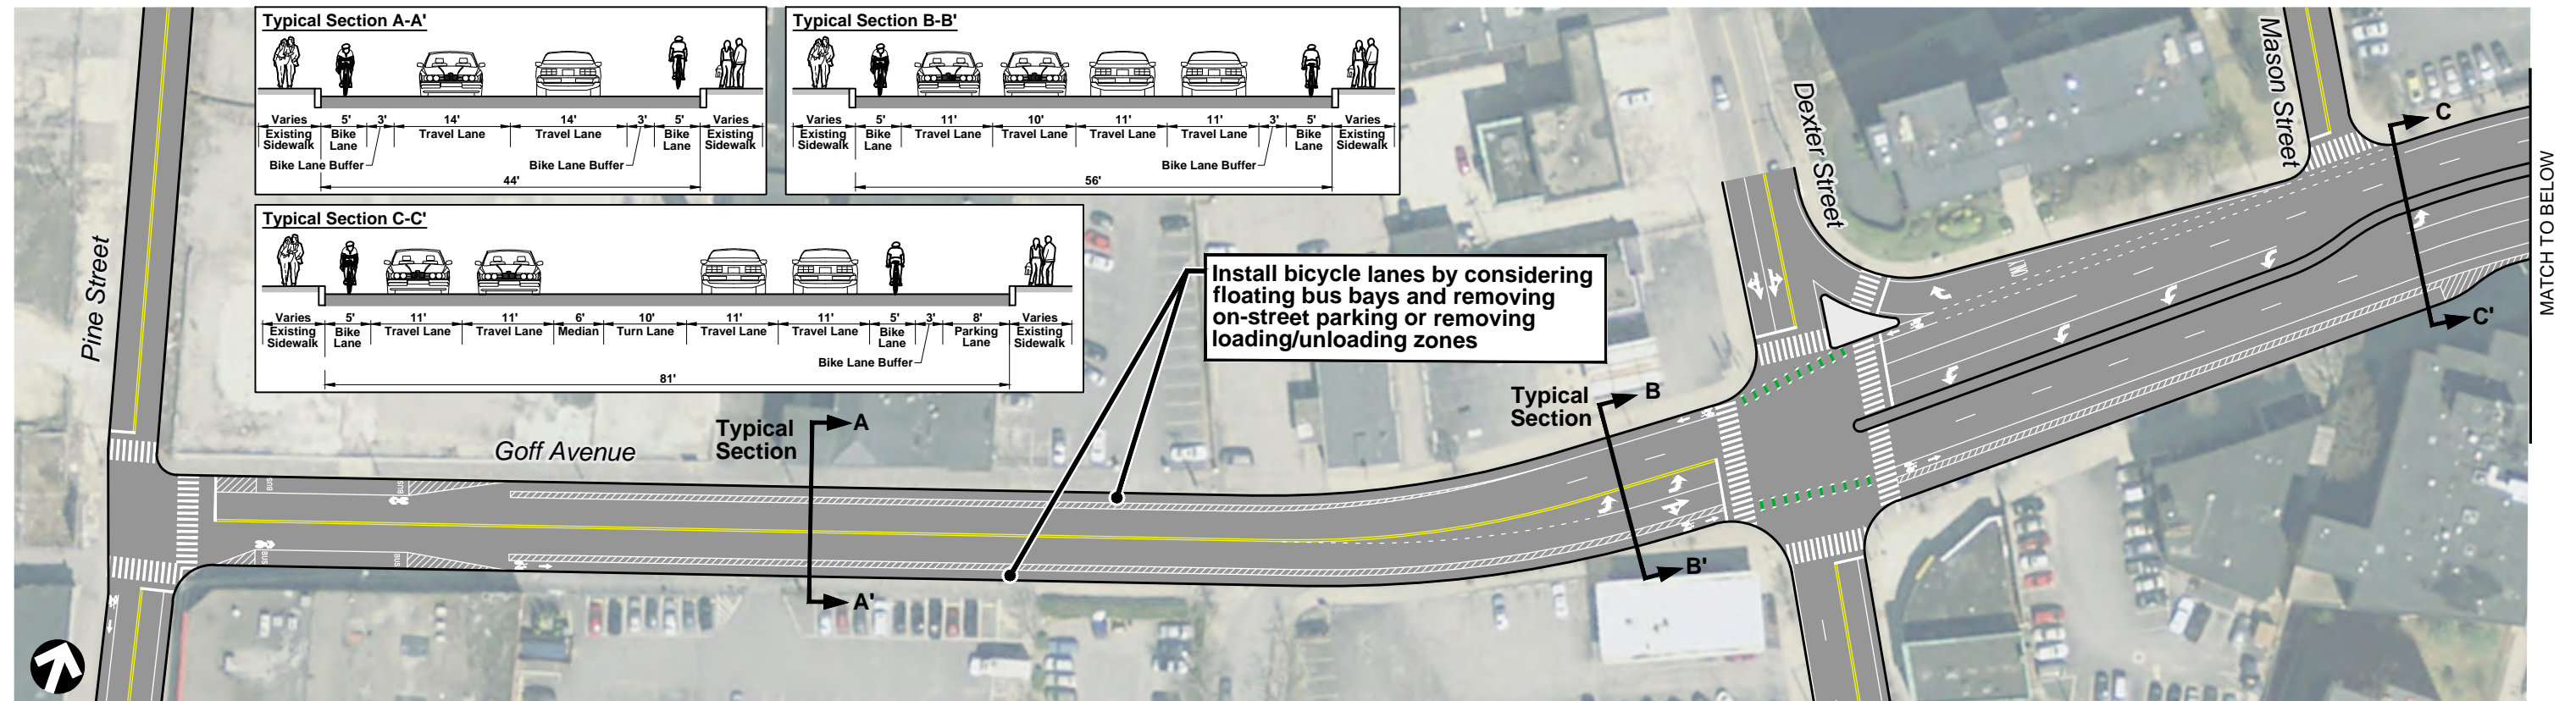 Typical Section A-A'
Varies 5' 3' 14' 14' 3' 5' Varies
Existing Sidewalk Bike Lane Travel Lane Travel Lane Bike Lane Existing Sidewalk
Bike Lane Buffer Bike Lane Buffer
44'
Typical Section B-B'
Varies 5' 11' 10' 11' 11' 3' 5' Varies
Existing Sidewalk Bike Lane Travel Lane Travel Lane Travel Lane Travel Lane Bike Lane Existing Sidewalk
Bike Lane Buffer
56'
Typical Section C-C'
Varies 5' 11' 11' 6' 10' 11' 11' 5' 3' 8' Varies
Existing Sidewalk Bike Lane Travel Lane Travel Lane Median Turn Lane Travel Lane Travel Lane Bike Lane Parking Lane Existing Sidewalk
Bike Lane Buffer
81'
Install bicycle lanes by considering
floating bus bays and removing
on-street parking or removing
loading/unloading zones
Pine Street
Goff Avenue
Dexter Street
Mason Street
Typical
Section
A
A'
Typical
Section
B
B'
C
C'
BUS
BUS
BUS
BUS
MATCH TO BELOW